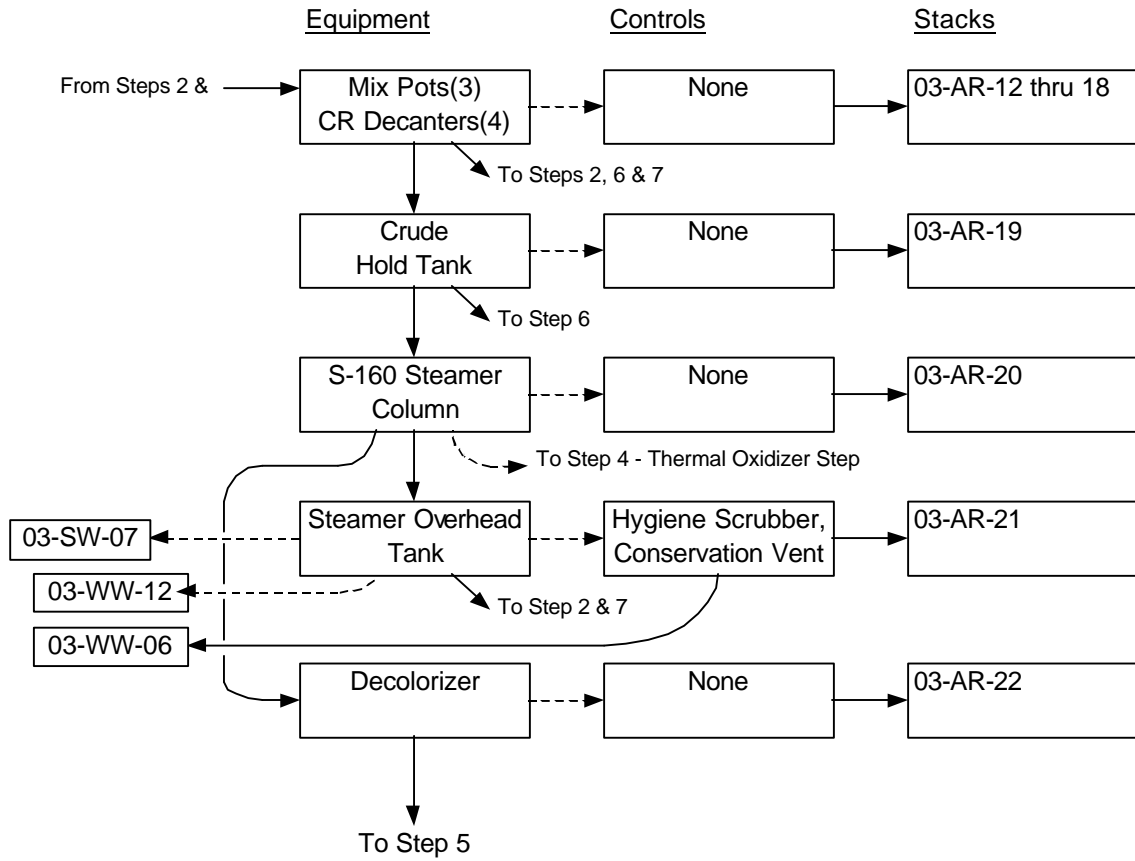 Equipment Controls Stacks
From Steps 2 &
Mix Pots(3)
CR Decanters(4)
None
03-AR-12 thru 18
To Steps 2, 6 & 7
Crude
Hold Tank
None
03-AR-19
To Step 6
S-160 Steamer
Column
None
03-AR-20
To Step 4 - Thermal Oxidizer Step
03-SW-07
Steamer Overhead
Tank
Hygiene Scrubber,
Conservation Vent
03-AR-21
03-WW-12
To Step 2 & 7
03-WW-06
Decolorizer
None
03-AR-22
To Step 5